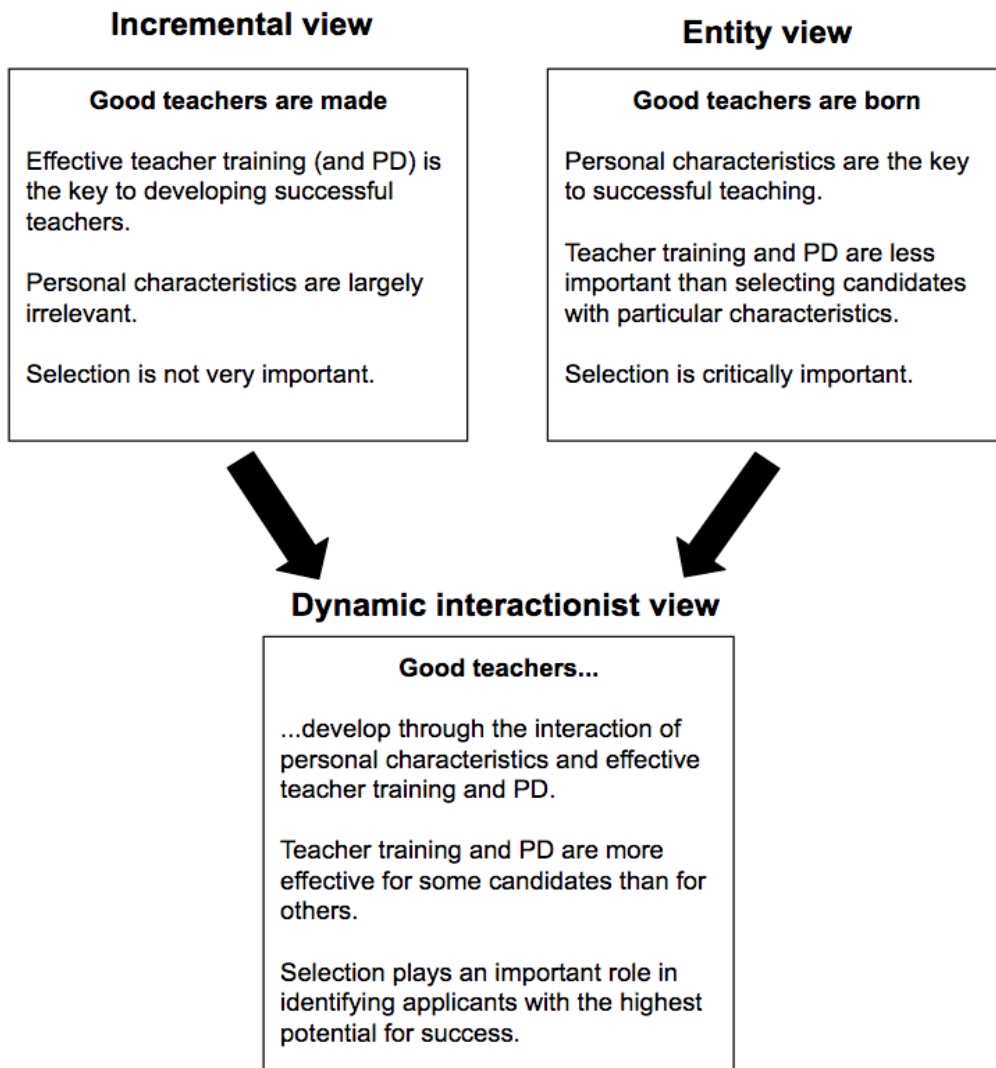 Incremental view
Good teachers are made
Effective teacher training (and PD) is
the key to developing successful
teachers.
Personal characteristics are largely
irrelevant.
Selection is not very important.
Entity view
Good teachers are born
Personal characteristics are the key
to successful teaching.
Teacher training and PD are less
important than selecting candidates
with particular characteristics.
Selection is critically important.
Dynamic interactionist view
Good teachers...
...develop through the interaction of
personal characteristics and effective
teacher training and PD.
Teacher training and PD are more
effective for some candidates than for
others.
Selection plays an important role in
identifying applicants with the highest
potential for success.